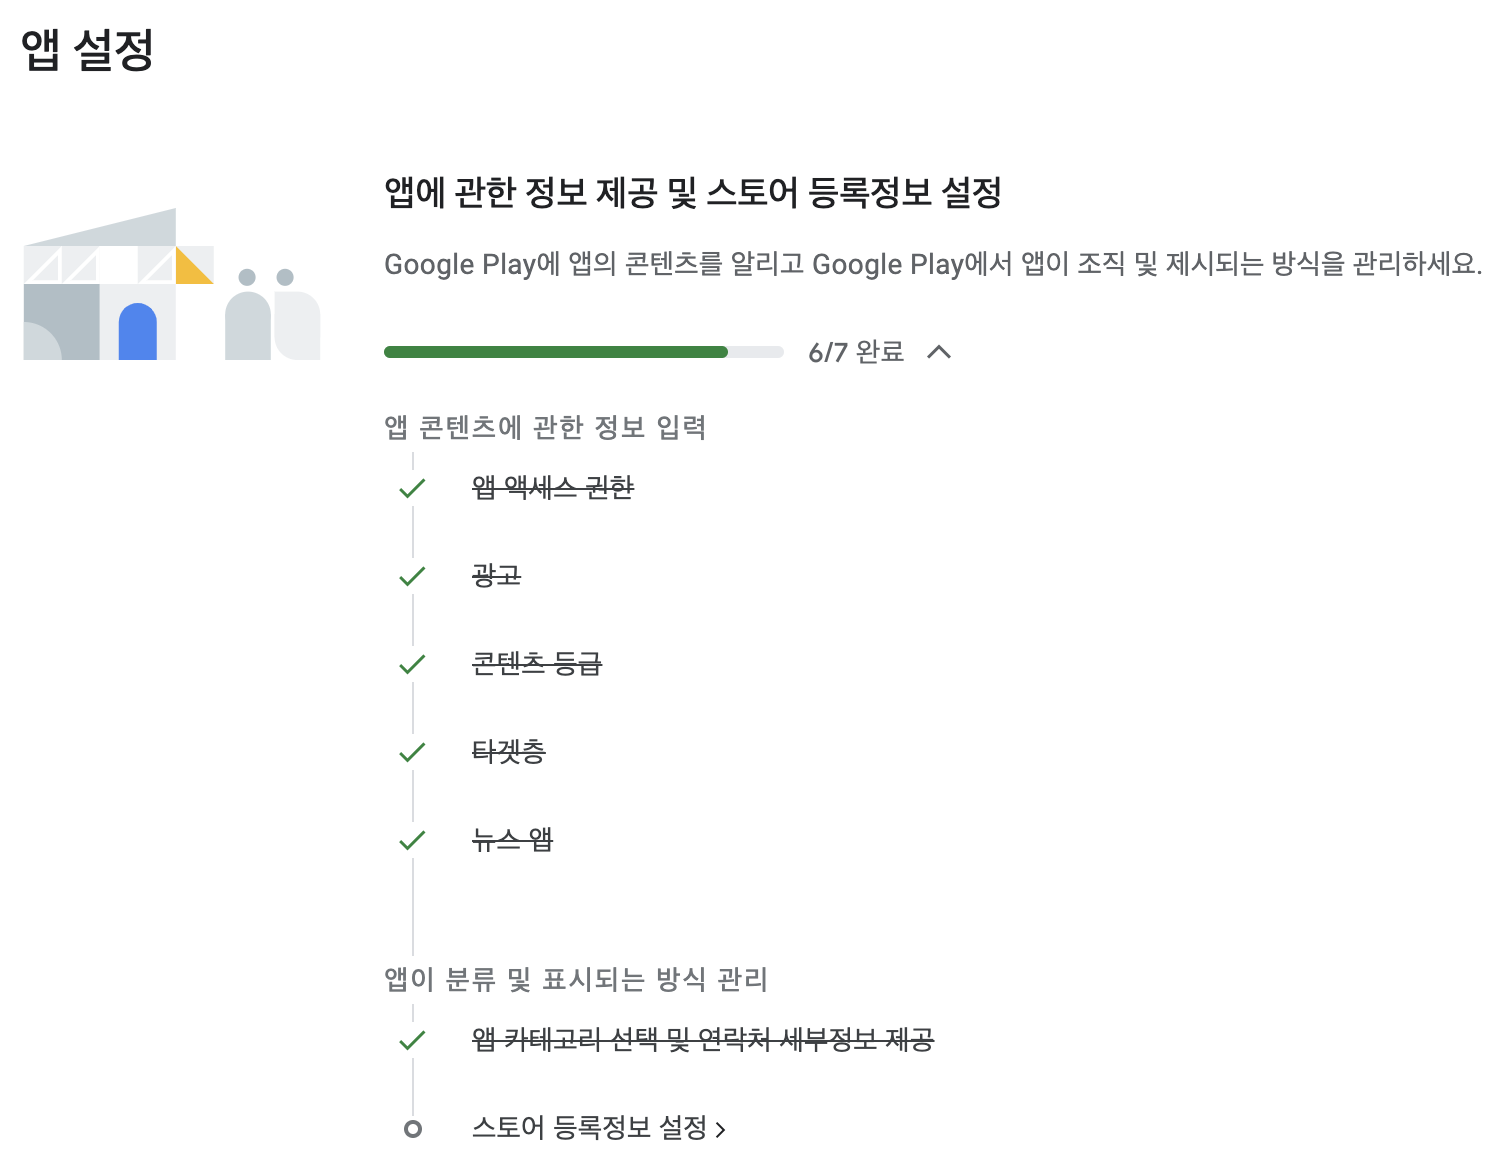 앱 설정
앱에 관한 정보 제공 및 스토어 등록정보 설정
Google Play에 앱의 콘텐츠를 알리고 Google Play에서 앱이 조직 및 제시되는 방식을 관리하세요.
6/7 완료
앱 콘텐츠에 관한 정보 입력
앱 액세스 권한
광고
콘텐츠 등급
타겟층
뉴스 앱
앱이 분류 및 표시되는 방식 관리
앱 카테고리 선택 및 연락처 세부정보 제공
스토어 등록정보 설정